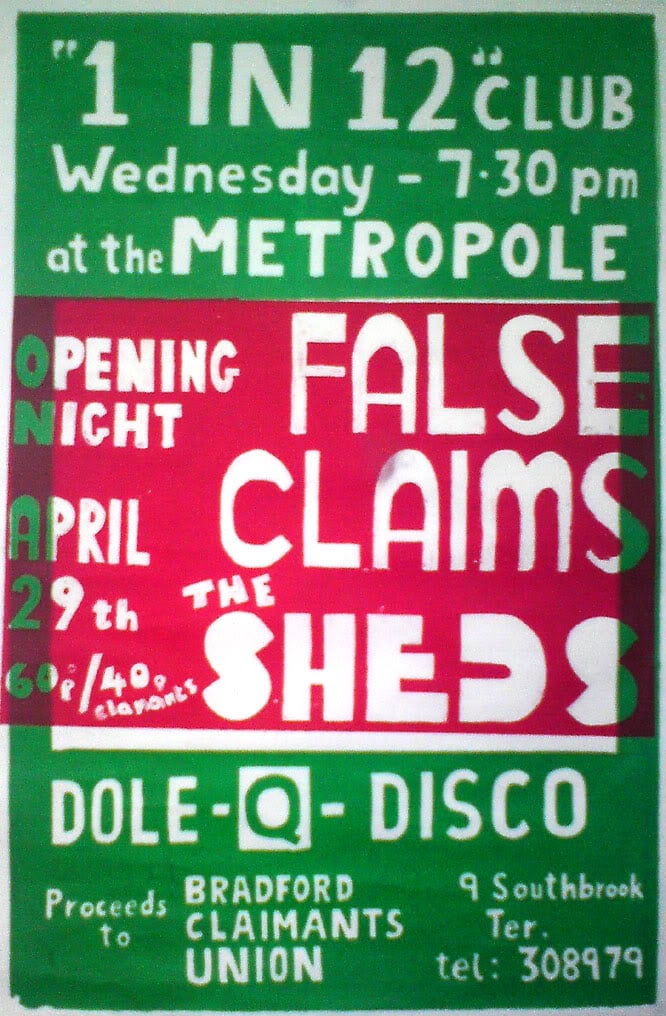 "1 IN 12" CLUB
Wednesday - 7·30 pm
at the METROPOLE
OPENING
NIGHT
APRIL
29th
60p/40p
claimants
FALSE
CLAIMS
THE
SHEDS
DOLE-Q-DISCO
Proceeds
to
BRADFORD
CLAIMANTS
UNION
9 Southbrook
Ter.
tel: 308979